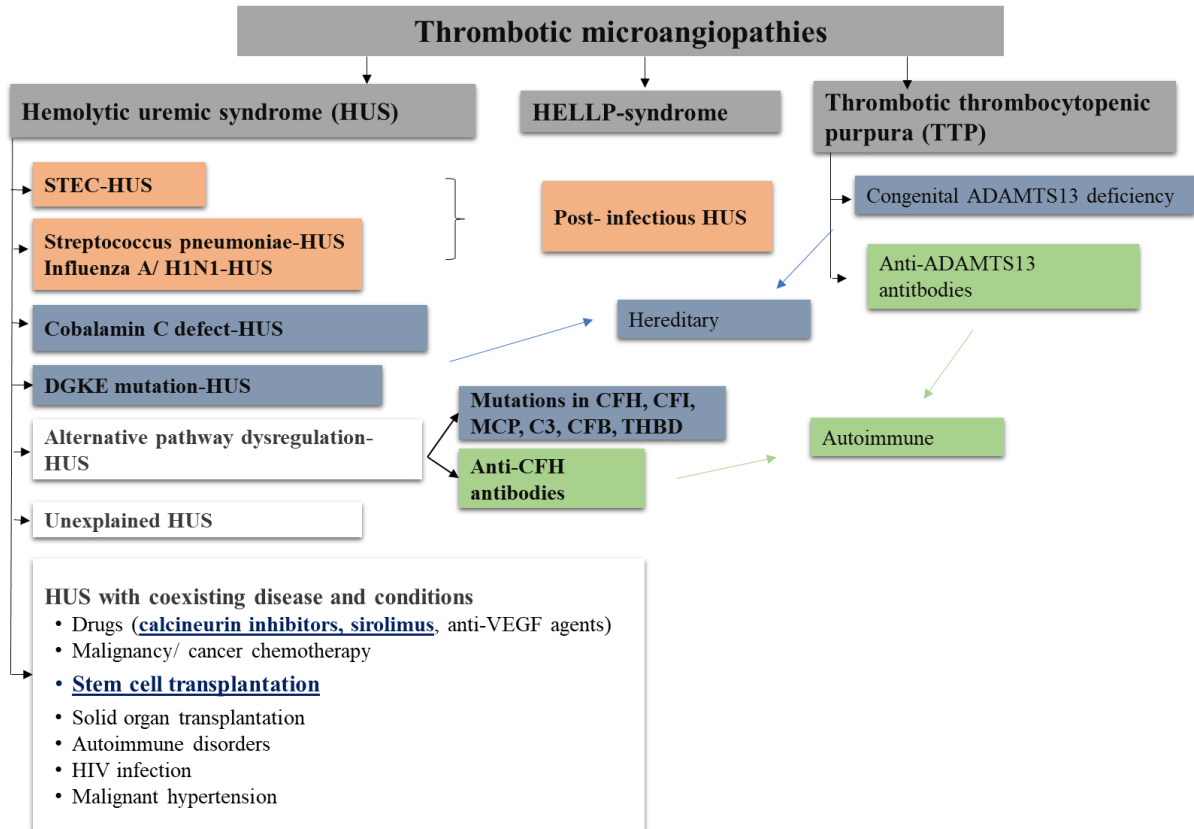 Thrombotic microangiopathies
Hemolytic uremic syndrome (HUS)
HELLP-syndrome
Thrombotic thrombocytopenic
purpura (TTP)
STEC-HUS
Streptococcus pneumoniae-HUS
Influenza A/ H1N1-HUS
Post- infectious HUS
Congenital ADAMTS13 deficiency
Anti-ADAMTS13
antitbodies
Cobalamin C defect-HUS
Hereditary
DGKE mutation-HUS
Mutations in CFH, CFI,
MCP, C3, CFB, THBD
Alternative pathway dysregulation-
HUS
Anti-CFH
antibodies
Autoimmune
Unexplained HUS
HUS with coexisting disease and conditions
• Drugs (calcineurin inhibitors, sirolimus, anti-VEGF agents)
• Malignancy/ cancer chemotherapy
• Stem cell transplantation
• Solid organ transplantation
• Autoimmune disorders
• HIV infection
• Malignant hypertension